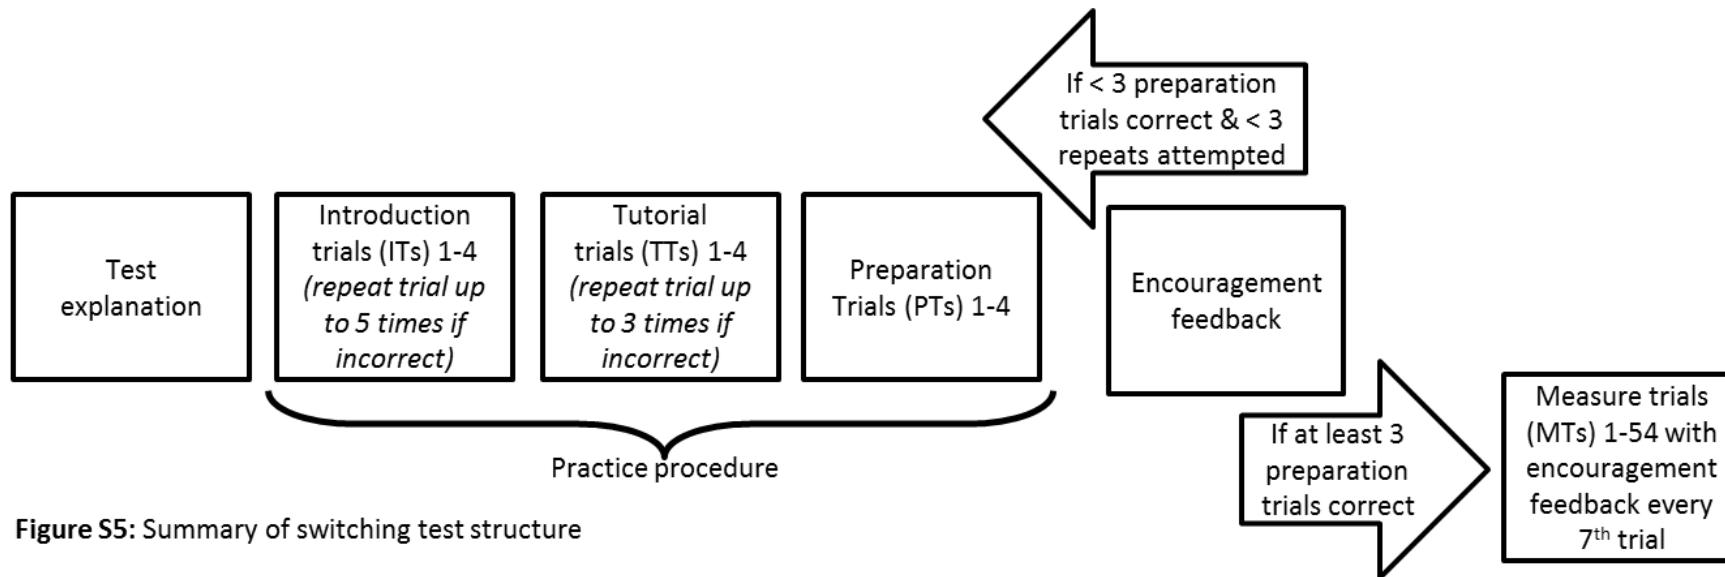 If < 3 preparation
trials correct & < 3
repeats attempted
Test
explanation
Introduction
trials (ITs) 1-4
(repeat trial up
to 5 times if
incorrect)
Tutorial
trials (TTs) 1-4
(repeat trial up
to 3 times if
incorrect)
Preparation
Trials (PTs) 1-4
Encouragement
feedback
Practice procedure
If at least 3
preparation
trials correct
Measure trials
(MTs) 1-54 with
encouragement
feedback every
7th trial
Figure S5: Summary of switching test structure